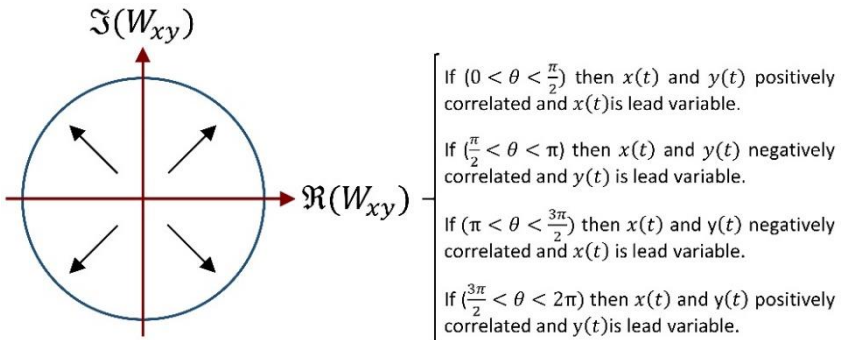 ℑ(W_xy)
ℜ(W_xy)
If (0 < θ < π/2) then x(t) and y(t) positively
correlated and x(t)is lead variable.
If (π/2 < θ < π) then x(t) and y(t) negatively
correlated and y(t) is lead variable.
If (π < θ < 3π/2) then x(t) and y(t) negatively
correlated and x(t) is lead variable.
If (3π/2 < θ < 2π) then x(t) and y(t) positively
correlated and y(t)is lead variable.